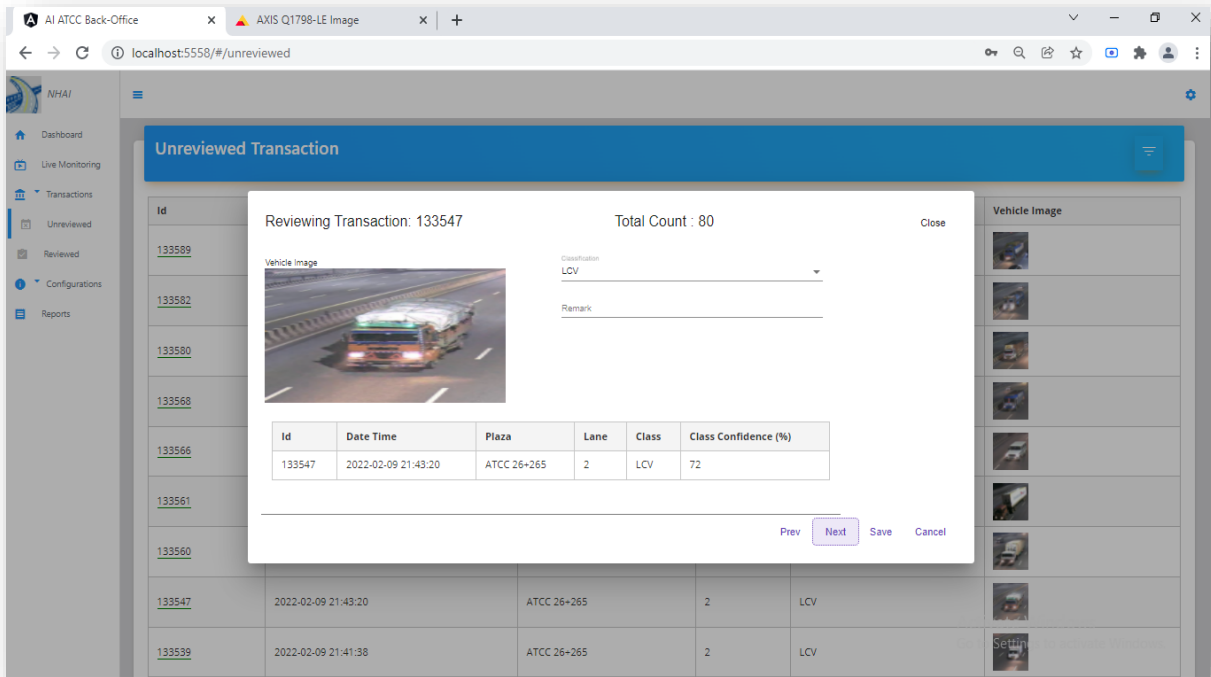 AI ATCC Back-Office
AXIS Q1798-LE Image
localhost:5558/#/unreviewed
NHAI
Dashboard
Live Monitoring
Transactions
Unreviewed
Reviewed
Configurations
Reports
Unreviewed Transaction
Id
Vehicle Image
133589
133582
133580
133568
133566
133561
133560
133547 2022-02-09 21:43:20 ATCC 26+265 2 LCV
133539 2022-02-09 21:41:38 ATCC 26+265 2 LCV
Reviewing Transaction: 133547
Total Count : 80
Close
Vehicle Image
Classification
LCV
Remark
Id Date Time Plaza Lane Class Class Confidence (%)
133547 2022-02-09 21:43:20 ATCC 26+265 2 LCV 72
Prev Next Save Cancel